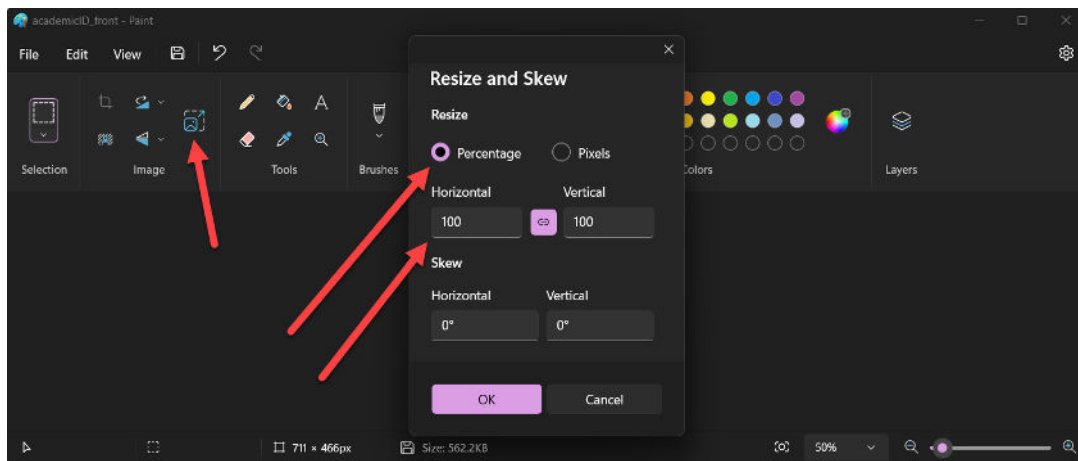 academicID_front - Paint
File Edit View
Resize and Skew
Resize
Percentage Pixels
Horizontal Vertical
100 100
Skew
Horizontal Vertical
0° 0°
OK Cancel
Selection Image Tools Brushes Colors Layers
711 × 466px Size: 562.2KB 50%